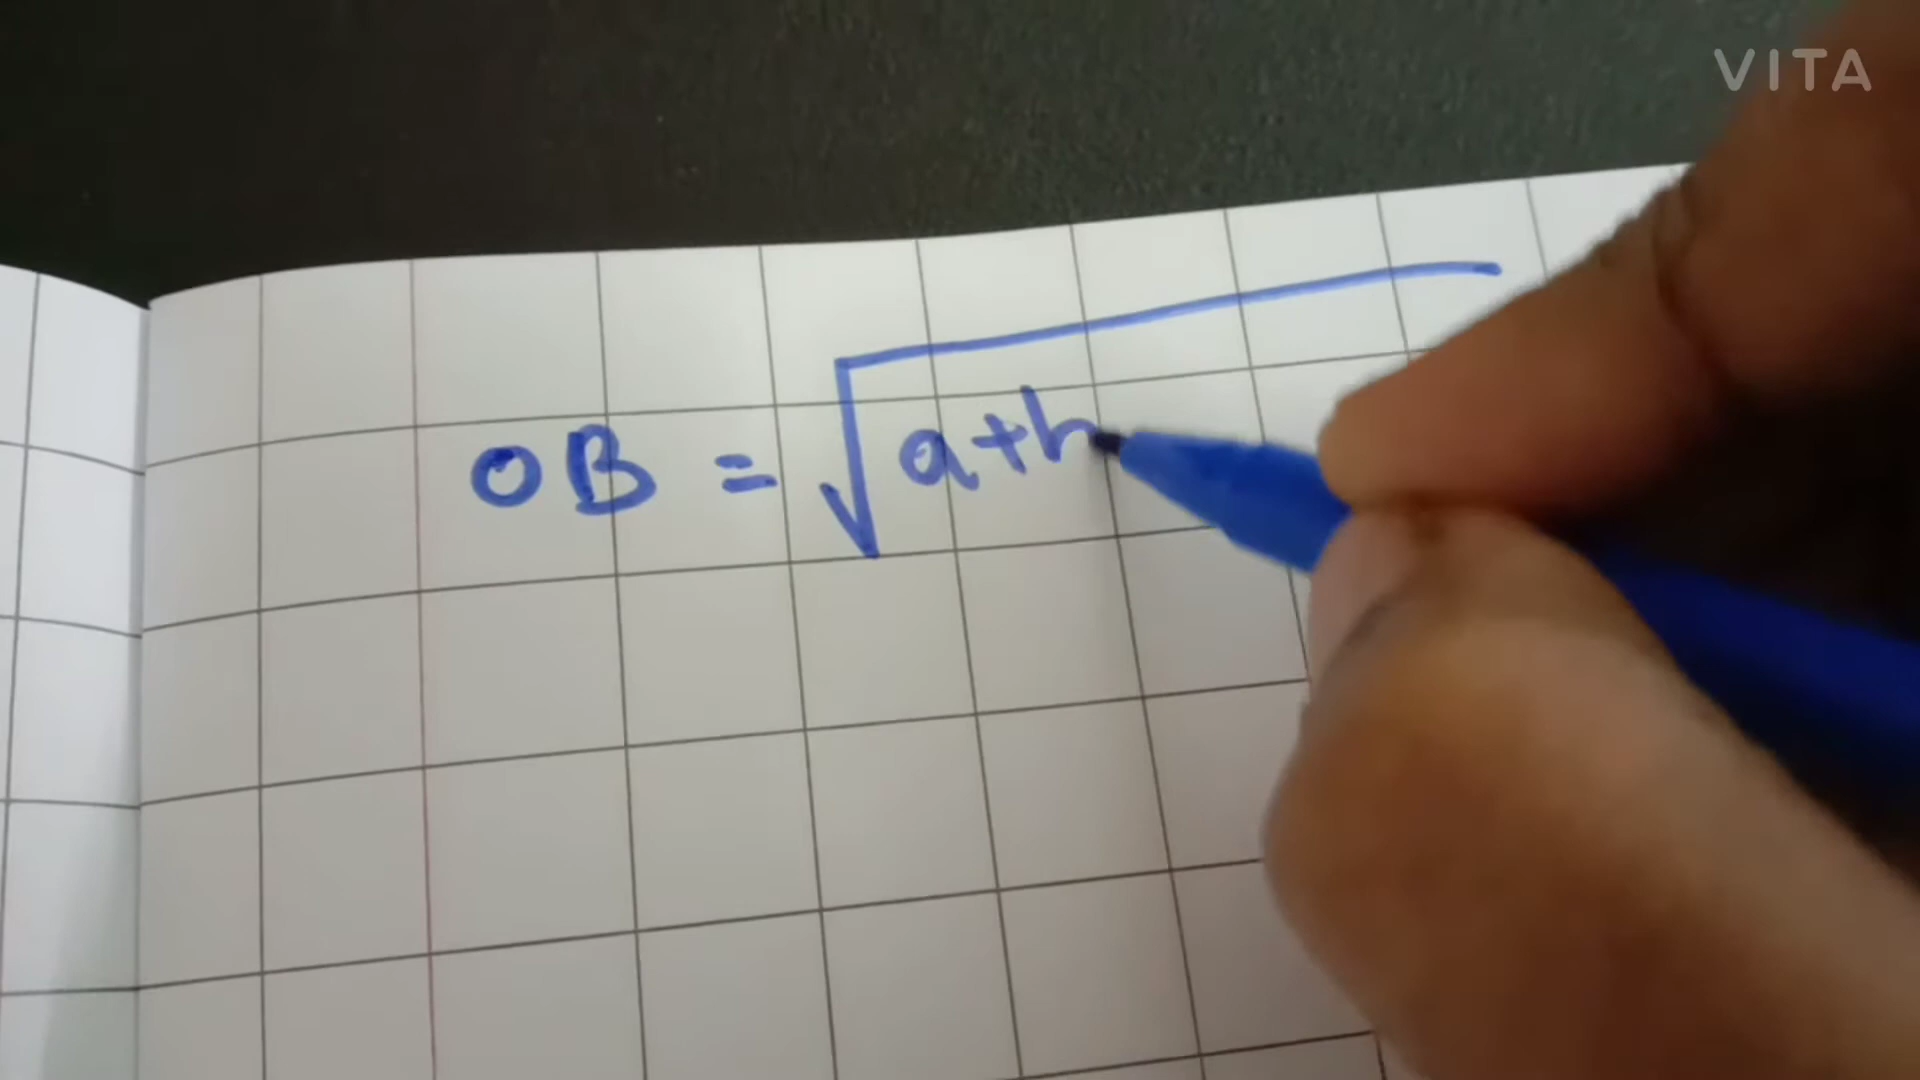 VITA
OB = √a+h